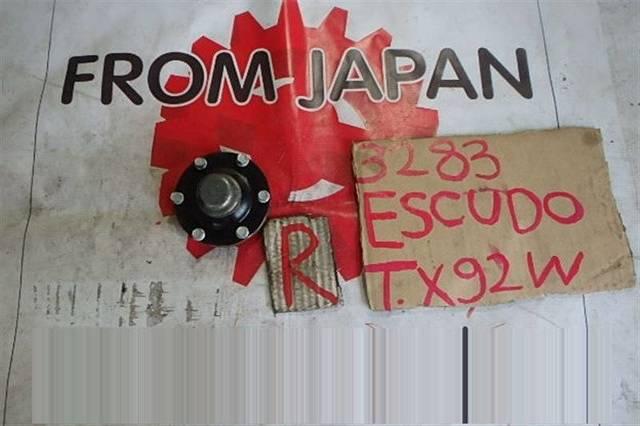 FROM JAPAN
3283
ESCUDO
R
T.X92W